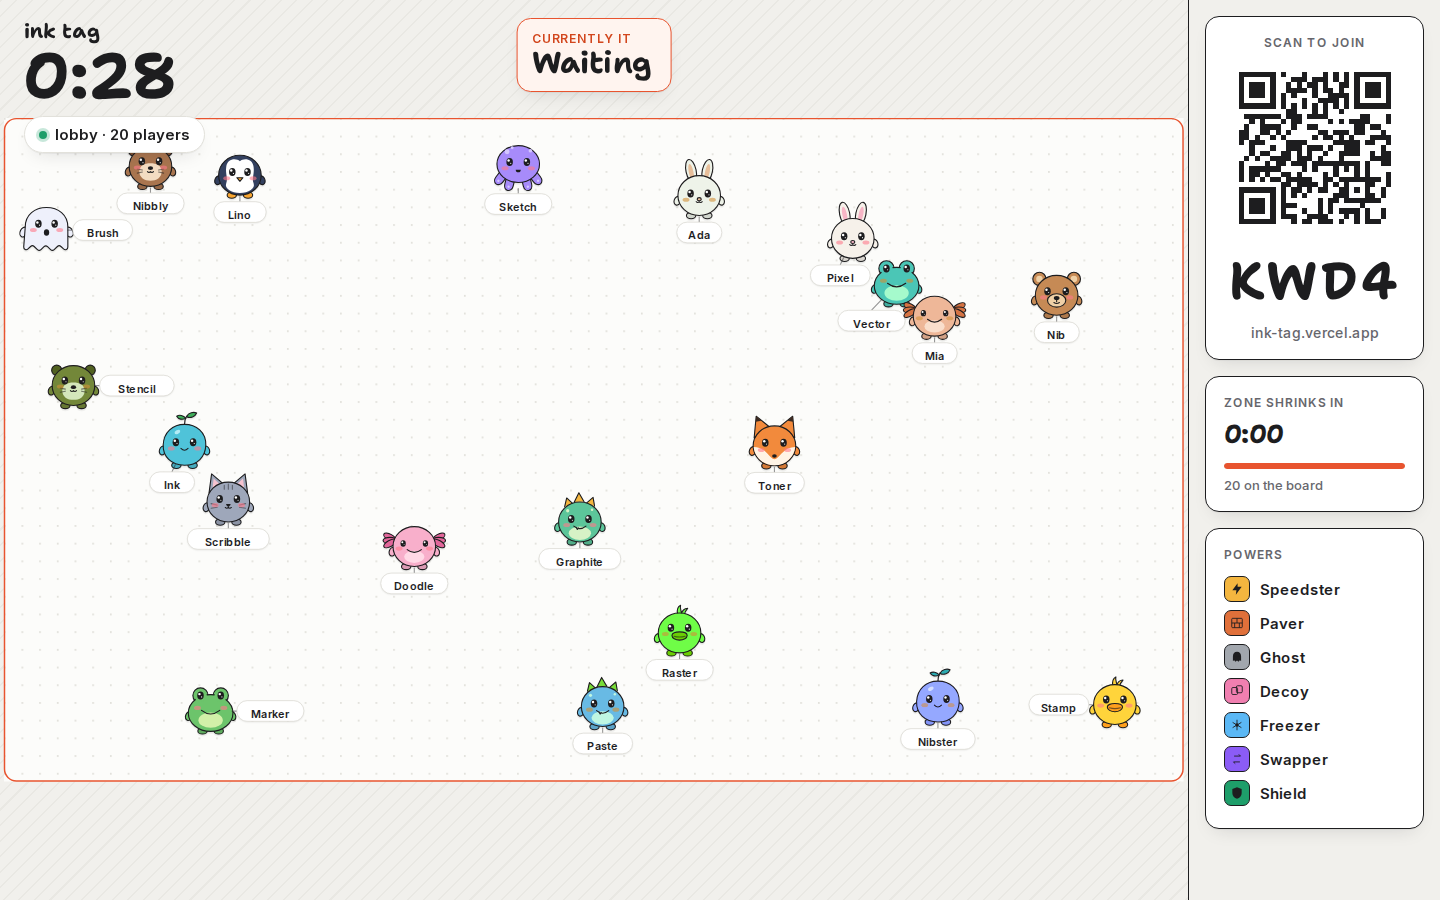 ink tag
0:28
CURRENTLY IT
Waiting
lobby · 20 players
Nibbly
Lino
Sketch
Ada
Brush
Pixel
Vector
Mia
Nib
Stencil
Ink
Scribble
Toner
Graphite
Doodle
Raster
Marker
Paste
Nibster
Stamp
SCAN TO JOIN
KWD4
ink-tag.vercel.app
ZONE SHRINKS IN
0:00
20 on the board
POWERS
Speedster
Paver
Ghost
Decoy
Freezer
Swapper
Shield